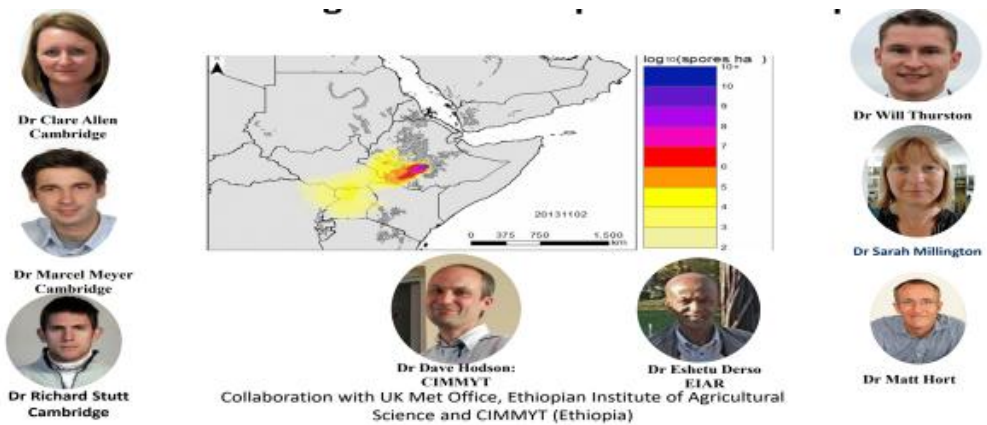 Dr Clare Allen
Cambridge
Dr Marcel Meyer
Cambridge
Dr Richard Stutt
Cambridge
log10(spores ha )
10+
10
9
8
7
6
5
4
3
2
20131102
0 375 750 1,500
km
Dr Dave Hodson:
CIMMYT
Dr Eshetu Derso
EIAR
Dr Will Thurston
Dr Sarah Millington
Dr Matt Hort
Collaboration with UK Met Office, Ethiopian Institute of Agricultural
Science and CIMMYT (Ethiopia)